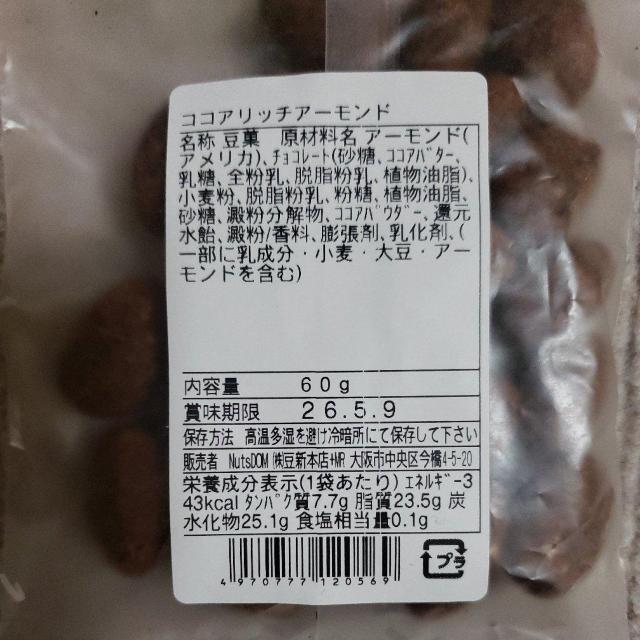 ココアリッチアーモンド
名称 豆菓　原材料名 アーモンド(
アメリカ)､ﾁｮｺﾚｰﾄ(砂糖､ｺｺｱﾊﾞﾀｰ､
乳糖､全粉乳､脱脂粉乳､植物油脂)､
小麦粉､脱脂粉乳､粉糖､植物油脂､
砂糖､澱粉分解物､ｺｺｱﾊﾟｳﾀﾞｰ､還元
水飴､澱粉/香料､膨張剤､乳化剤､(
一部に乳成分・小麦・大豆・アー
モンドを含む)
内容量 60g
賞味期限 26.5.9
保存方法 高温多湿を避け冷暗所にて保存して下さい
販売者 NutsDOM ㈱豆新本店+MR 大阪市中央区今橋4-5-20
栄養成分表示(1袋あたり) ｴﾈﾙｷﾞｰ3
43kcal ﾀﾝﾊﾟｸ質7.7g 脂質23.5g 炭
水化物25.1g 食塩相当量0.1g
4970777120569
プラ